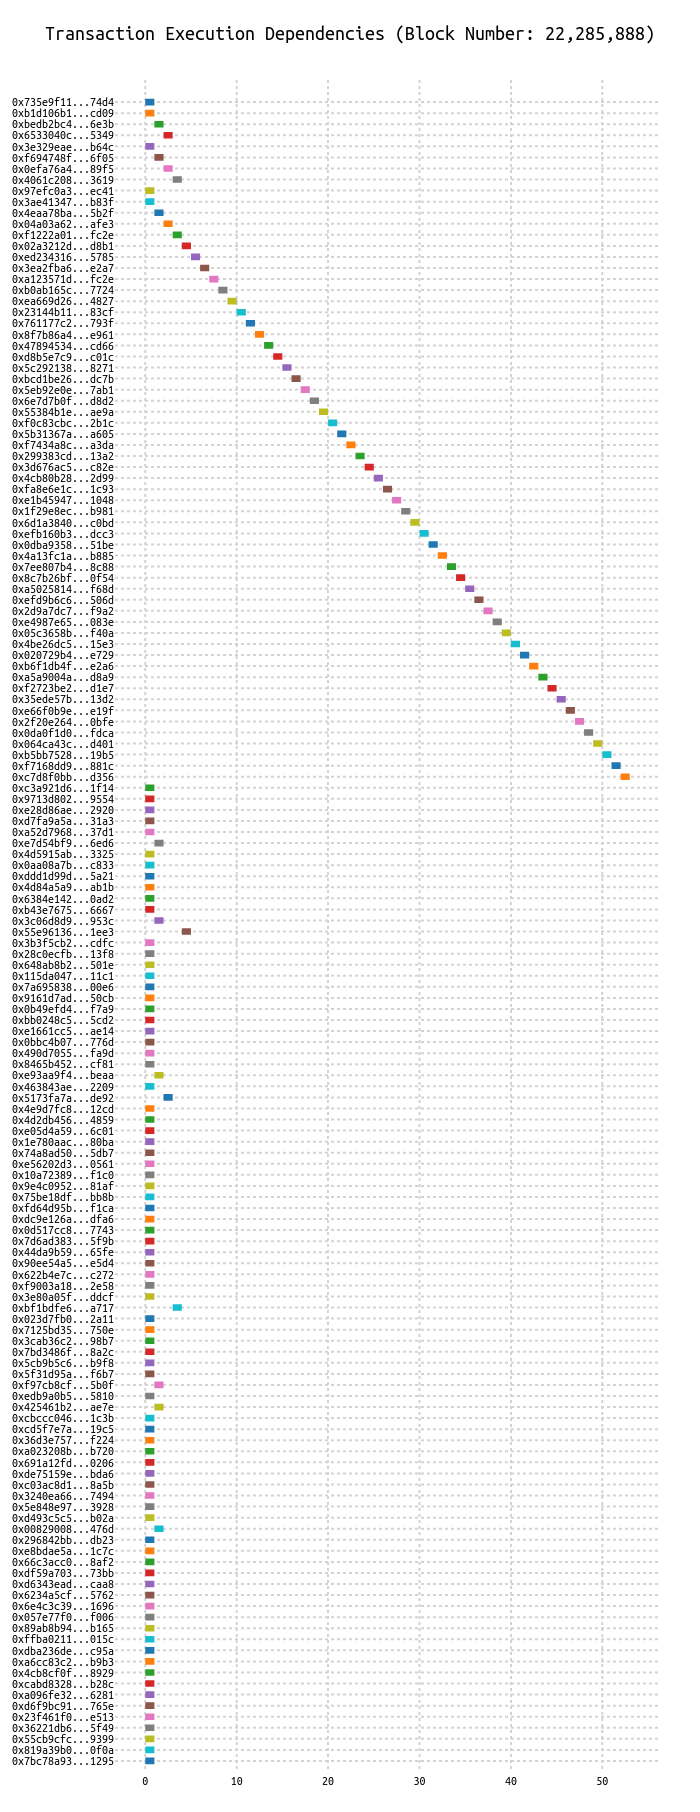 Transaction Execution Dependencies (Block Number: 22,285,888)
0x735e9f11...74d4
0xb1d106b1...cd09
0xbedb2bc4...6e3b
0x6533040c...5349
0x3e329eae...b64c
0xf694748f...6f05
0x0efa76a4...89f5
0x4061c208...3619
0x97efc0a3...ec41
0x3ae41347...b83f
0x4eaa78ba...5b2f
0x04a03a62...afe3
0xf1222a01...fc2e
0x02a3212d...d8b1
0xed234316...5785
0x3ea2fba6...e2a7
0xa123571d...fc2e
0xb0ab165c...7724
0xea669d26...4827
0x23144b11...83cf
0x761177c2...793f
0x8f7b86a4...e961
0x47894534...cd66
0xd8b5e7c9...c01c
0x5c292138...8271
0xbcd1be26...dc7b
0x5eb92e0e...7ab1
0x6e7d7b0f...d8d2
0x55384b1e...ae9a
0xf0c83cbc...2b1c
0x5b31367a...a605
0xf7434a8c...a3da
0x299383cd...13a2
0x3d676ac5...c82e
0x4cb80b28...2d99
0xfa8e6e1c...1c93
0xe1b45947...1048
0x1f29e8ec...b981
0x6d1a3840...c0bd
0xefb160b3...dcc3
0x0dba9358...51be
0x4a13fc1a...b885
0x7ee807b4...8c88
0x8c7b26bf...0f54
0xa5025814...f68d
0xefd9b6c6...506d
0x2d9a7dc7...f9a2
0xe4987e65...083e
0x05c3658b...f40a
0x4be26dc5...15e3
0x020729b4...e729
0xb6f1db4f...e2a6
0xa5a9004a...d8a9
0xf2723be2...d1e7
0x35ede57b...13d2
0xe66f0b9e...e19f
0x2f20e264...0bfe
0x0da0f1d0...fdca
0x064ca43c...d401
0xb5bb7528...19b5
0xf7168dd9...881c
0xc7d8f0bb...d356
0xc3a921d6...1f14
0x9713d802...9554
0xe28d86ae...2920
0xd7fa9a5a...31a3
0xa52d7968...37d1
0xe7d54bf9...6ed6
0x4d5915ab...3325
0x0aa08a7b...c833
0xddd1d99d...5a21
0x4d84a5a9...ab1b
0x6384e142...0ad2
0xb43e7675...6667
0x3c06d8d9...953c
0x55e96136...1ee3
0x3b3f5cb2...cdfc
0x28c0ecfb...13f8
0x648ab8b2...501e
0x115da047...11c1
0x7a695838...00e6
0x9161d7ad...50cb
0x0b49efd4...f7a9
0xbb0248c5...5cd2
0xe1661cc5...ae14
0x0bbc4b07...776d
0x490d7055...fa9d
0x8465b452...cf81
0xe93aa9f4...beaa
0x463843ae...2209
0x5173fa7a...de92
0x4e9d7fc8...12cd
0x4d2db456...4859
0xe05d4a59...6c01
0x1e780aac...80ba
0x74a8ad50...5db7
0xe56202d3...0561
0x10a72389...f1c0
0x9e4c0952...81af
0x75be18df...bb8b
0xfd64d95b...f1ca
0xdc9e126a...dfa6
0x0d517cc8...7743
0x7d6ad383...5f9b
0x44da9b59...65fe
0x90ee54a5...e5d4
0x622b4e7c...c272
0xf9003a18...2e58
0x3e80a05f...ddcf
0xbf1bdfe6...a717
0x023d7fb0...2a11
0x7125bd35...750e
0x3cab36c2...98b7
0x7bd3486f...8a2c
0x5cb9b5c6...b9f8
0x5f31d95a...f6b7
0xf97cb8cf...5b0f
0xedb9a0b5...5810
0x425461b2...ae7e
0xcbccc046...1c3b
0xcd5f7e7a...19c5
0x36d3e757...f224
0xa023208b...b720
0x691a12fd...0206
0xde75159e...bda6
0xc03ac8d1...8a5b
0x3240ea66...7494
0x5e848e97...3928
0xd493c5c5...b02a
0x00829008...476d
0x296842bb...db23
0xe8bdae5a...1c7c
0x66c3acc0...8af2
0xdf59a703...73bb
0xd6343ead...caa8
0x6234a5cf...5762
0x6e4c3c39...1696
0x057e77f0...f006
0x89ab8b94...b165
0xffba0211...015c
0xdba236de...c95a
0xa6cc83c2...b9b3
0x4cb8cf0f...8929
0xcabd8328...b28c
0xa096fe32...6281
0xd6f9bc91...765e
0x23f461f0...e513
0x36221db6...5f49
0x55cb9cfc...9399
0x819a39b0...0f0a
0x7bc78a93...1295
0 10 20 30 40 50